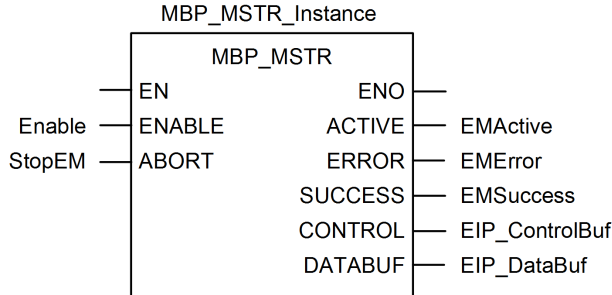 MBP_MSTR_Instance
MBP_MSTR
EN ENO
Enable ENABLE ACTIVE EMActive
StopEM ABORT ERROR EMError
SUCCESS EMSuccess
CONTROL EIP_ControlBuf
DATABUF EIP_DataBuf